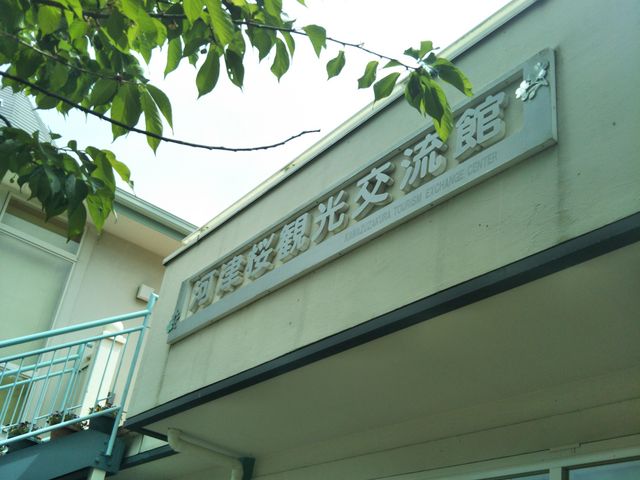 河津桜観光交流館
KAWAZUZAKURA TOURISM EXCHANGE CENTER